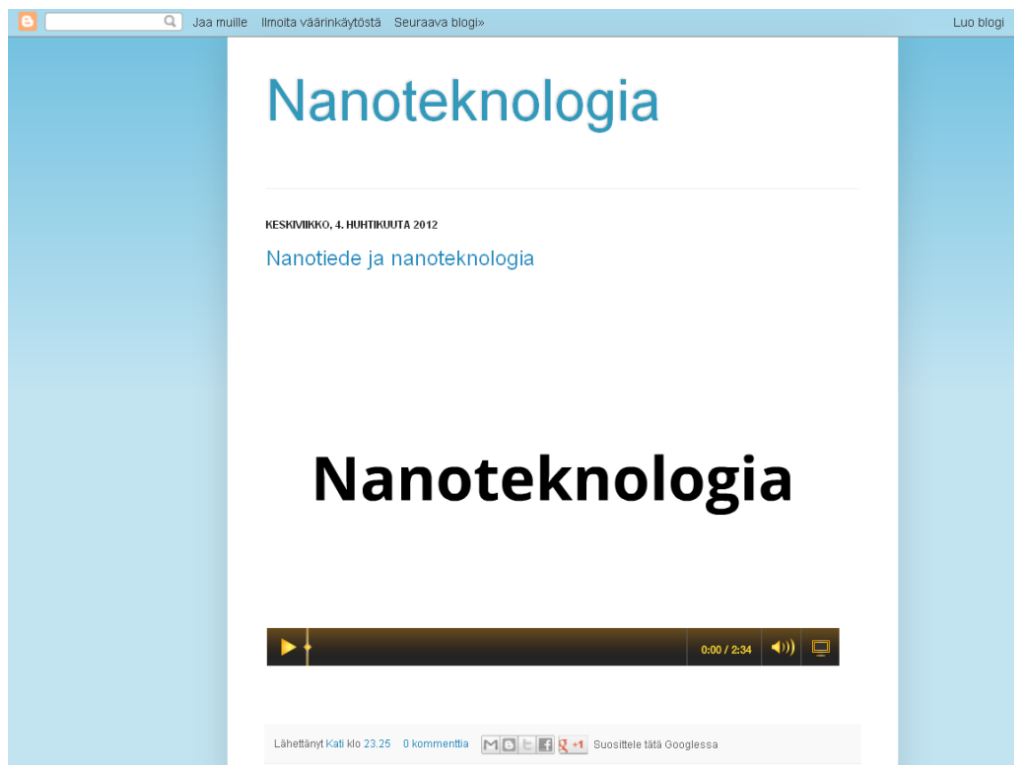 Jaa muille Ilmoita väärinkäytöstä Seuraava blogi» Luo blogi
Nanoteknologia
KESKIVIIKKO, 4. HUHTIKUUTA 2012
Nanotiede ja nanoteknologia
Nanoteknologia
0:00 / 2:34
Lähettänyt Kati klo 23.25 0 kommenttia +1 Suosittele tätä Googlessa